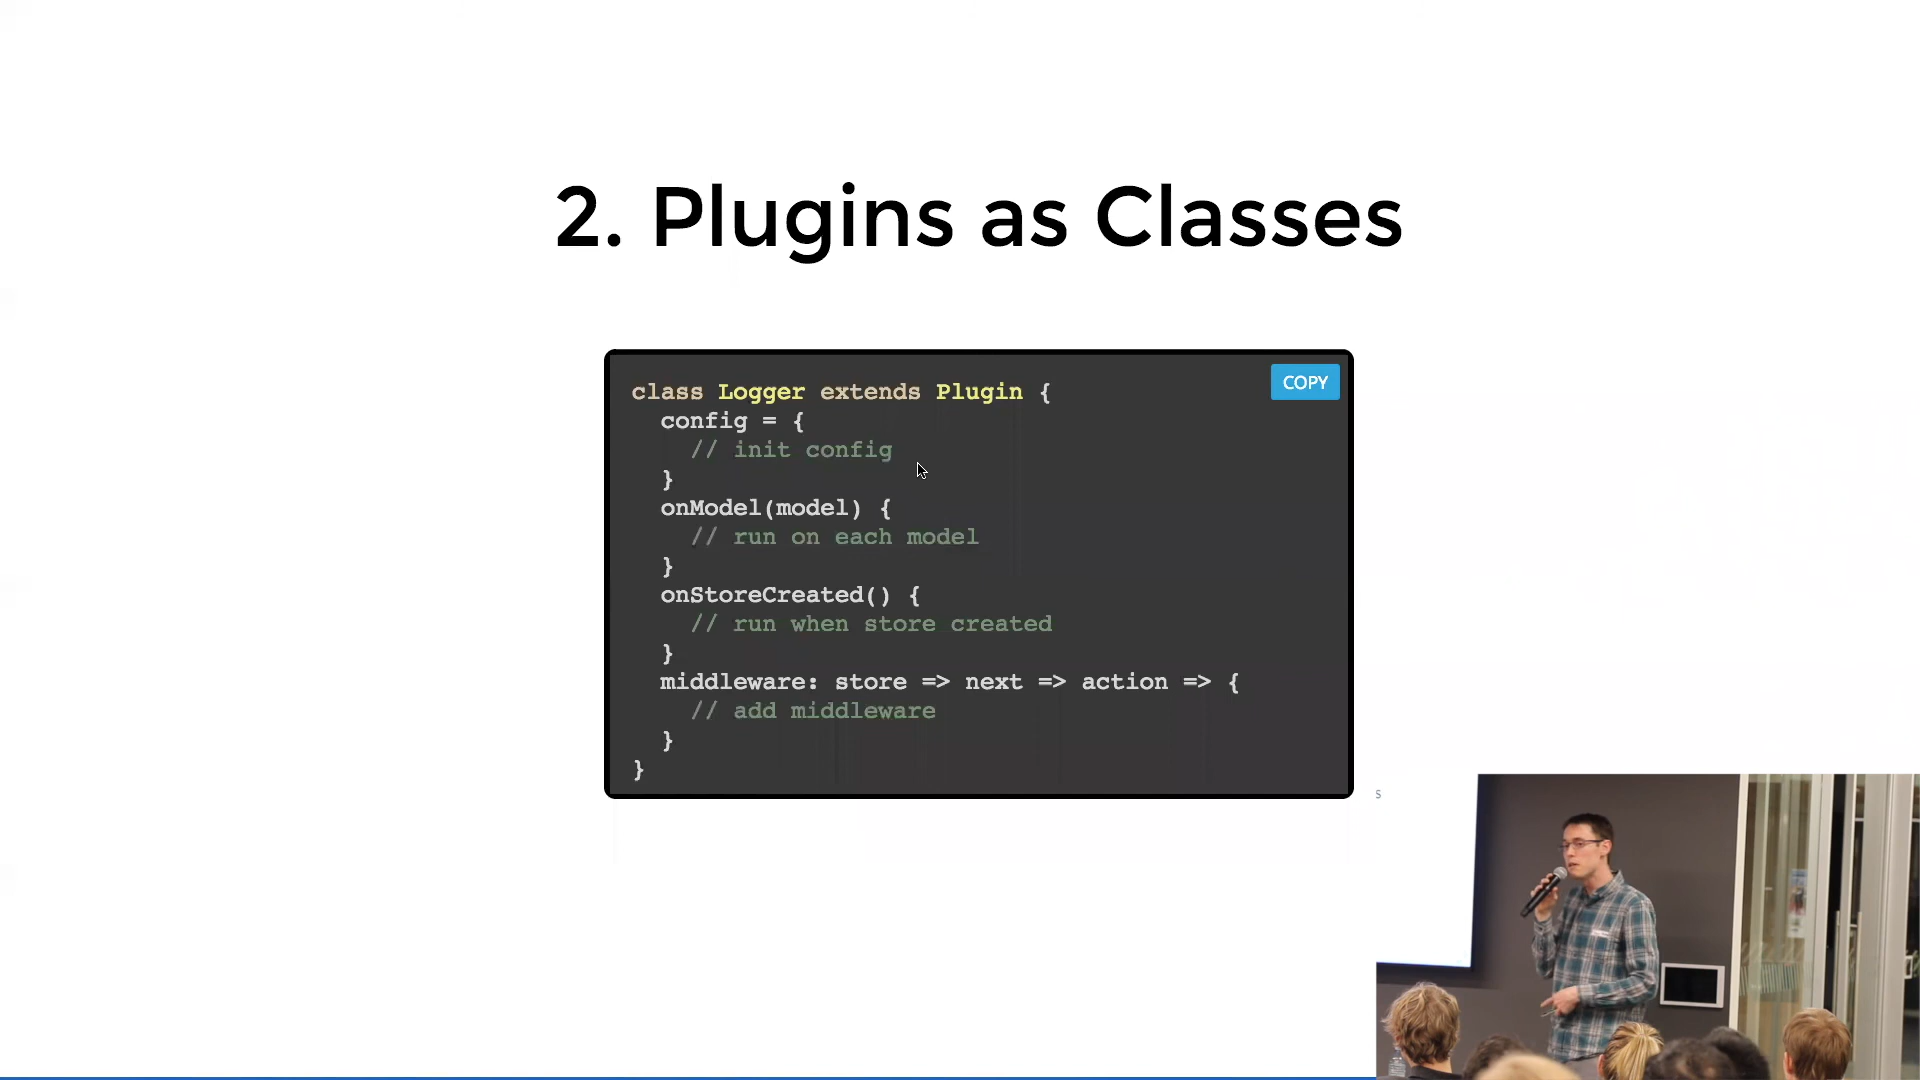 2. Plugins as Classes
COPY
class Logger extends Plugin {
  config = {
    // init config
  }
  onModel(model) {
    // run on each model
  }
  onStoreCreated() {
    // run when store created
  }
  middleware: store => next => action => {
    // add middleware
  }
}
s